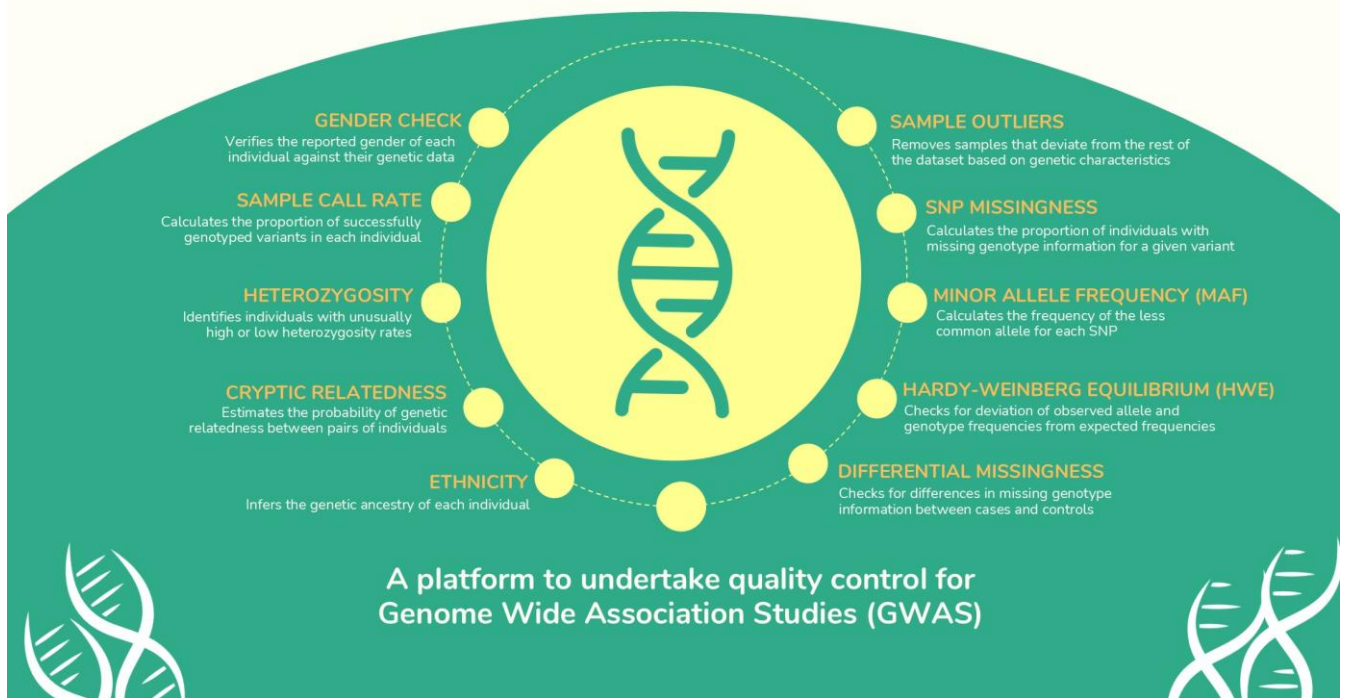 GENDER CHECK
Verifies the reported gender of each
individual against their genetic data
SAMPLE CALL RATE
Calculates the proportion of successfully
genotyped variants in each individual
HETEROZYGOSITY
Identifies individuals with unusually
high or low heterozygosity rates
CRYPTIC RELATEDNESS
Estimates the probability of genetic
relatedness between pairs of individuals
ETHNICITY
Infers the genetic ancestry of each individual
SAMPLE OUTLIERS
Removes samples that deviate from the rest of
the dataset based on genetic characteristics
SNP MISSINGNESS
Calculates the proportion of individuals with
missing genotype information for a given variant
MINOR ALLELE FREQUENCY (MAF)
Calculates the frequency of the less
common allele for each SNP
HARDY-WEINBERG EQUILIBRIUM (HWE)
Checks for deviation of observed allele and
genotype frequencies from expected frequencies
DIFFERENTIAL MISSINGNESS
Checks for differences in missing genotype
information between cases and controls
A platform to undertake quality control for
Genome Wide Association Studies (GWAS)